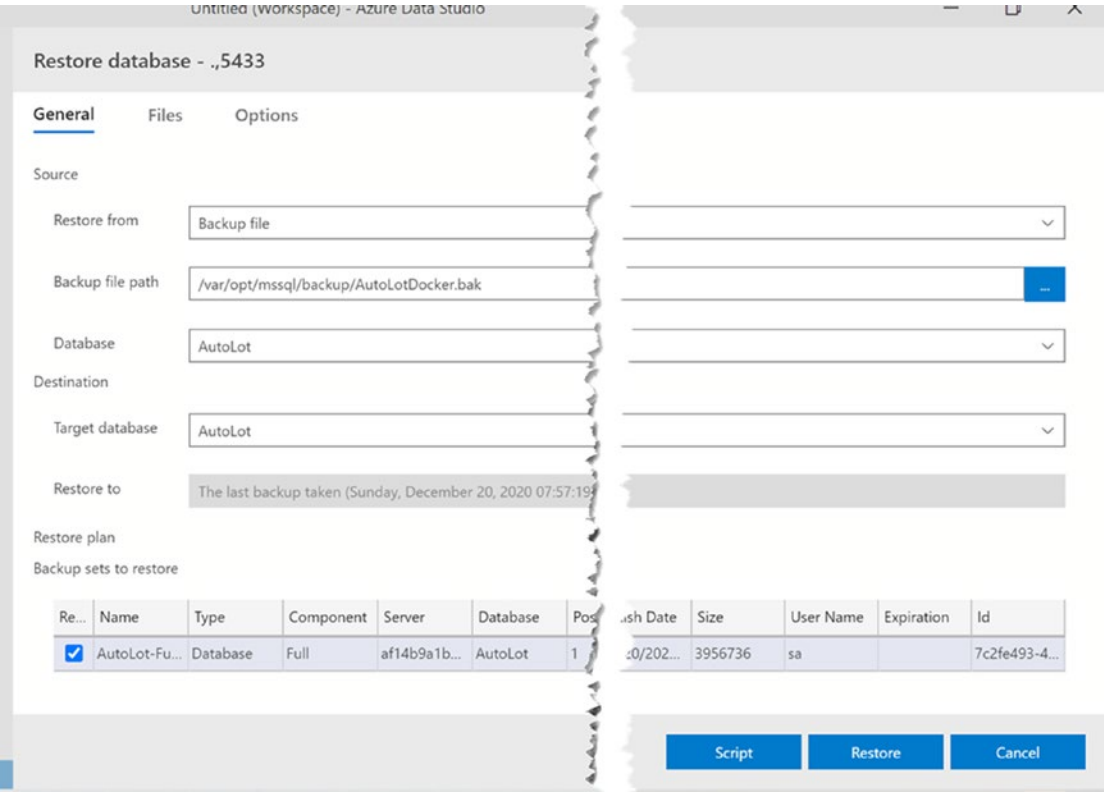 Untitled (Workspace) - Azure Data Studio
Restore database - .,5433
General Files Options
Source
Restore from Backup file
Backup file path /var/opt/mssql/backup/AutoLotDocker.bak ...
Database AutoLot
Destination
Target database AutoLot
Restore to The last backup taken (Sunday, December 20, 2020 07:57:19
Restore plan
Backup sets to restore
Re... Name Type Component Server Database Pos Date Size User Name Expiration Id
AutoLot-Fu... Database Full af14b9a1b... AutoLot 1 0/202... 3956736 sa 7c2fe493-4...
Script Restore Cancel